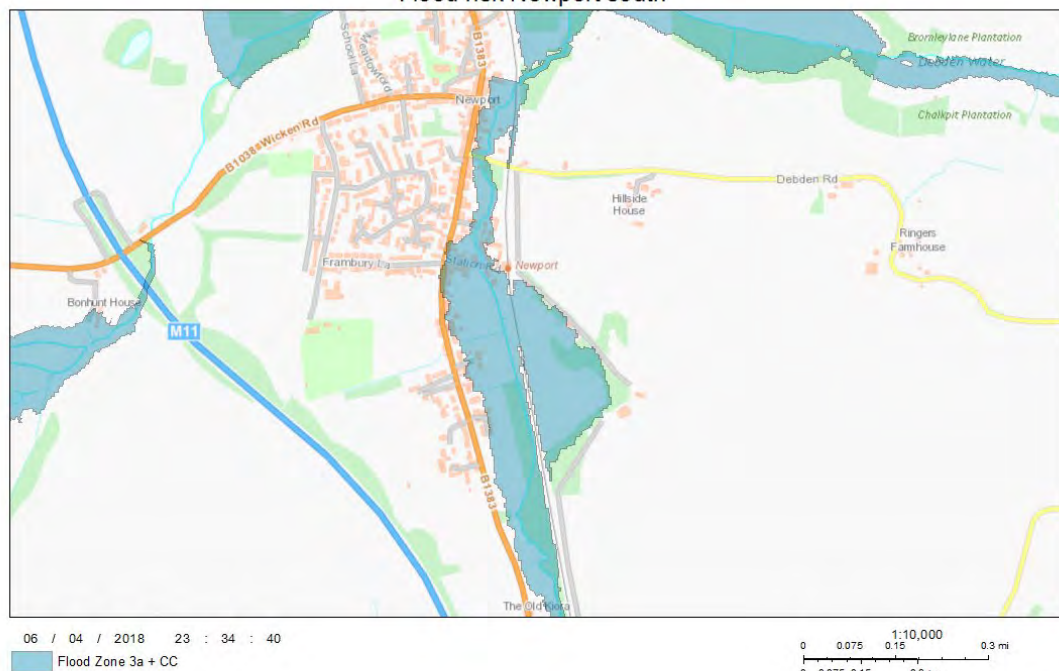 Flood Risk Newport South
Bromleylane Plantation
Debden Water
Chalkpit Plantation
School La
Meadowford
B1383
Newport
B1038 Wicken Rd
Debden Rd
Hillside
House
Ringers
Farmhouse
Frambury La
Newport
Bonhunt House
M11
B1383
The Old Kiora
06 / 04 / 2018 23 : 34 : 40
Flood Zone 3a + CC
1:10,000
0 0.075 0.15 0.3 mi